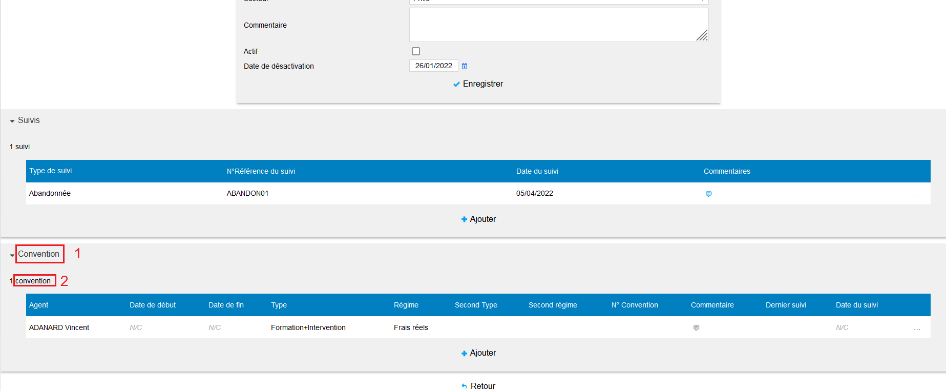 Commentaire
Actif
Date de désactivation 26/01/2022
Enregistrer
Suivis
1 suivi
Type de suivi N°Référence du suivi Date du suivi Commentaires
Abandonnée ABANDON01 05/04/2022
Ajouter
Convention 1
1 convention 2
Agent Date de début Date de fin Type Régime Second Type Second régime N° Convention Commentaire Dernier suivi Date du suivi
ADANARD Vincent N/C N/C Formation+Intervention Frais réels N/C ...
Ajouter
Retour